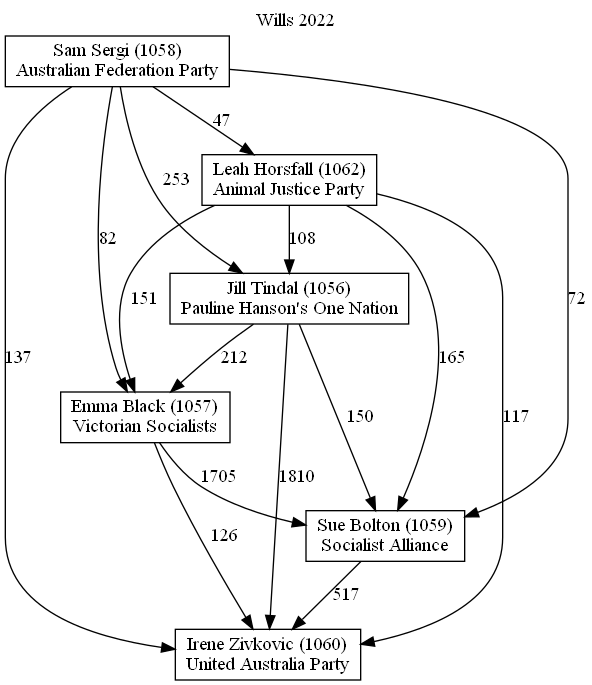 Wills 2022
Sam Sergi (1058)
Australian Federation Party
47
Leah Horsfall (1062)
Animal Justice Party
253
82
108
Jill Tindal (1056)
Pauline Hanson's One Nation
151
72
137
212
165
Emma Black (1057)
Victorian Socialists
150
117
1705
1810
126
Sue Bolton (1059)
Socialist Alliance
517
Irene Zivkovic (1060)
United Australia Party